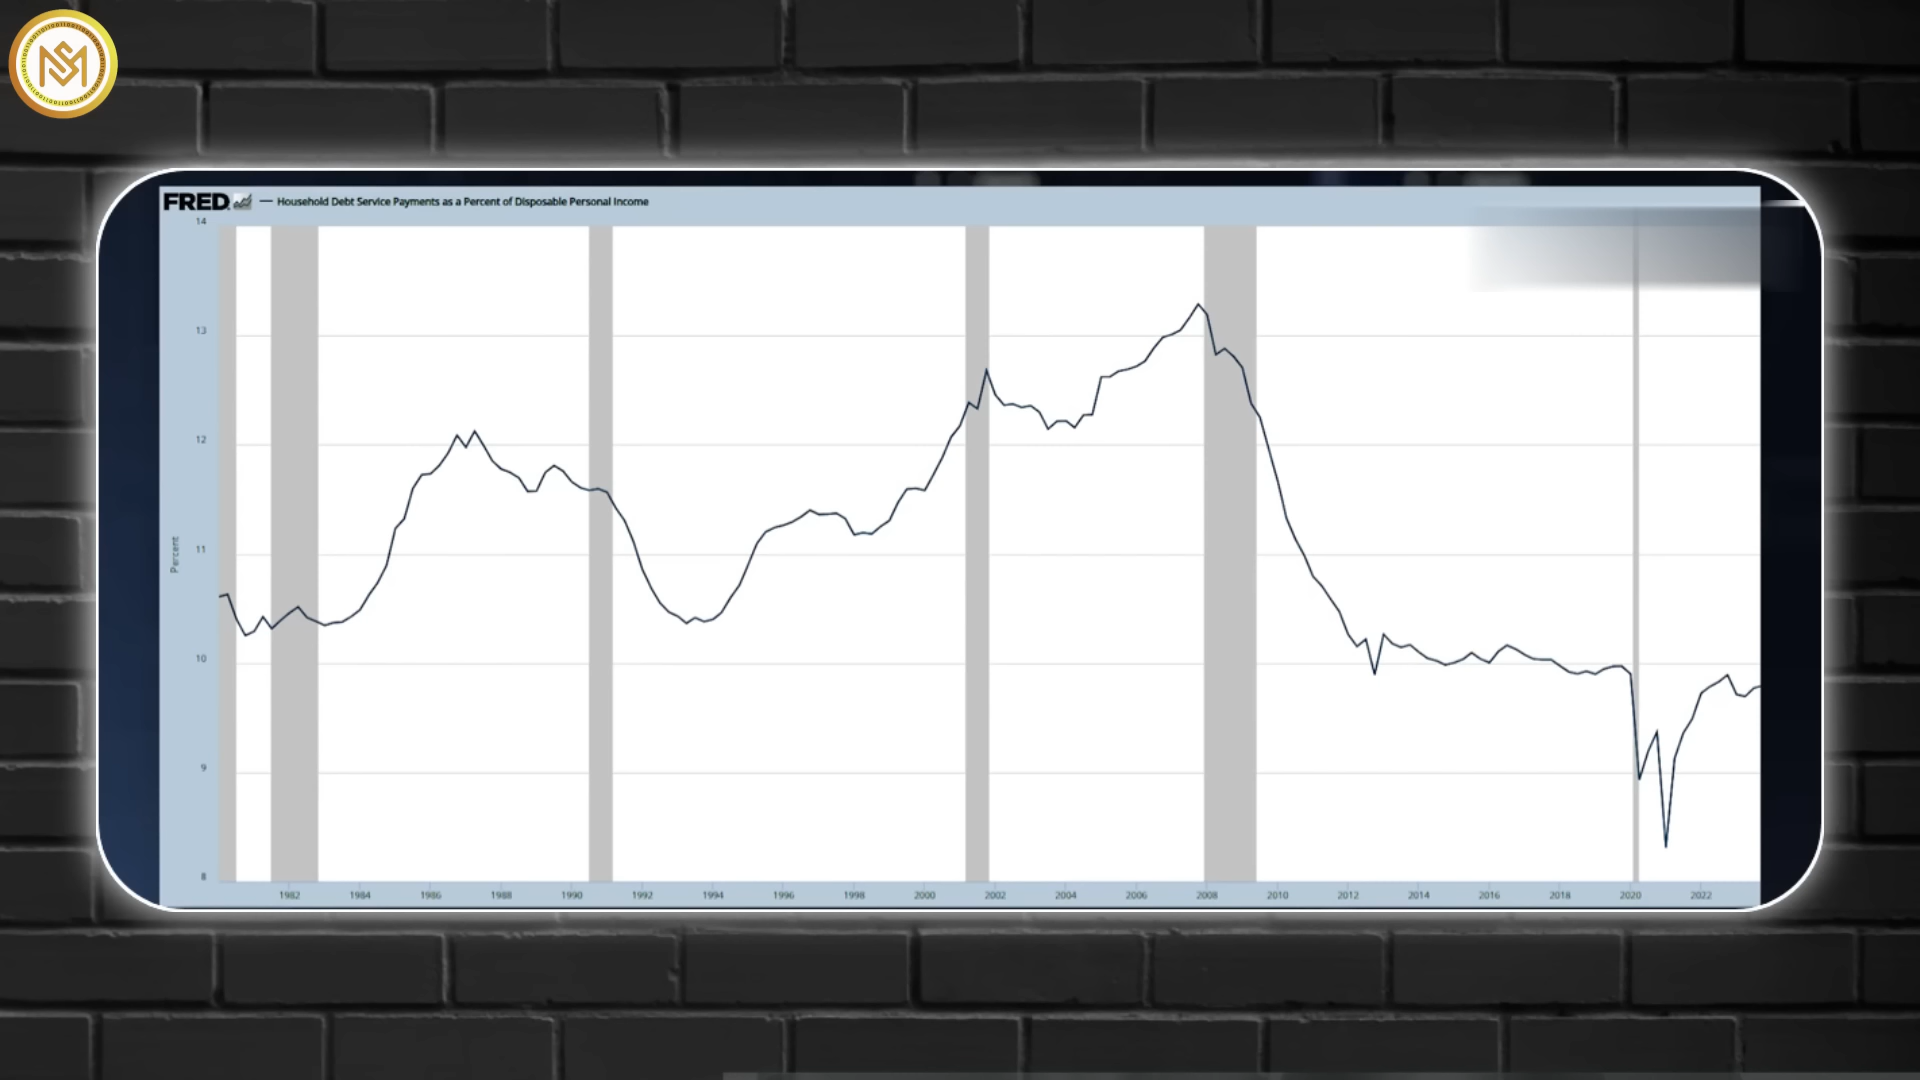 FRED — Household Debt Service Payments as a Percent of Disposable Personal Income
14
13
12
11
10
9
8
Percent
1982 1984 1986 1988 1990 1992 1994 1996 1998 2000 2002 2004 2006 2008 2010 2012 2014 2016 2018 2020 2022